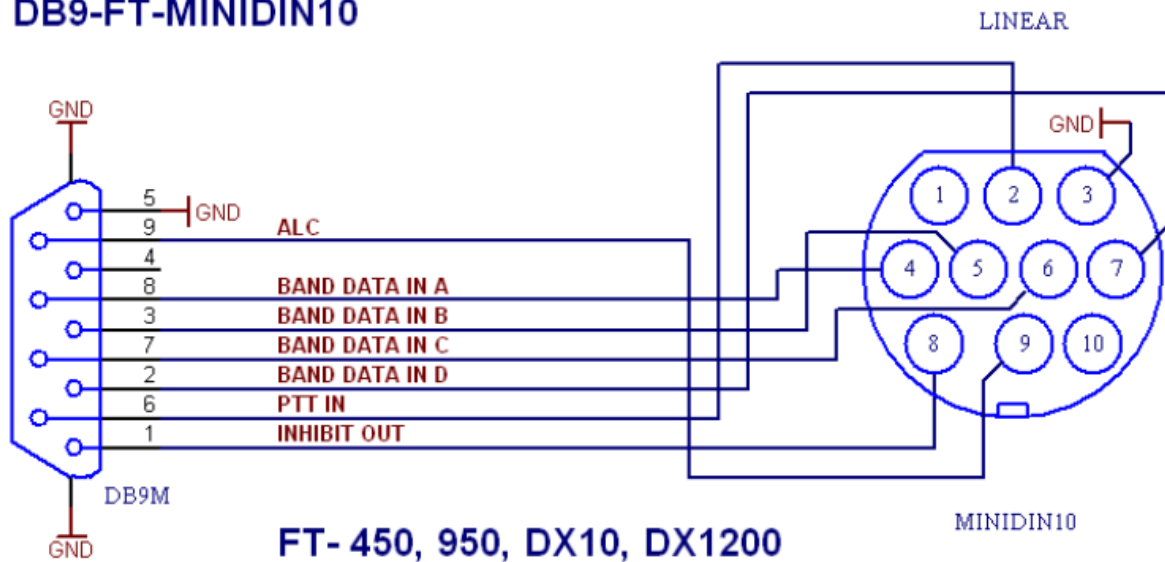 DB9-FT-MINIDIN10
LINEAR
GND
GND
1
2
3
5
GND
9
ALC
4
4
5
6
7
8
BAND DATA IN A
3
BAND DATA IN B
7
BAND DATA IN C
8
9
10
2
BAND DATA IN D
6
PTT IN
1
INHIBIT OUT
DB9M
MINIDIN10
GND
FT- 450, 950, DX10, DX1200